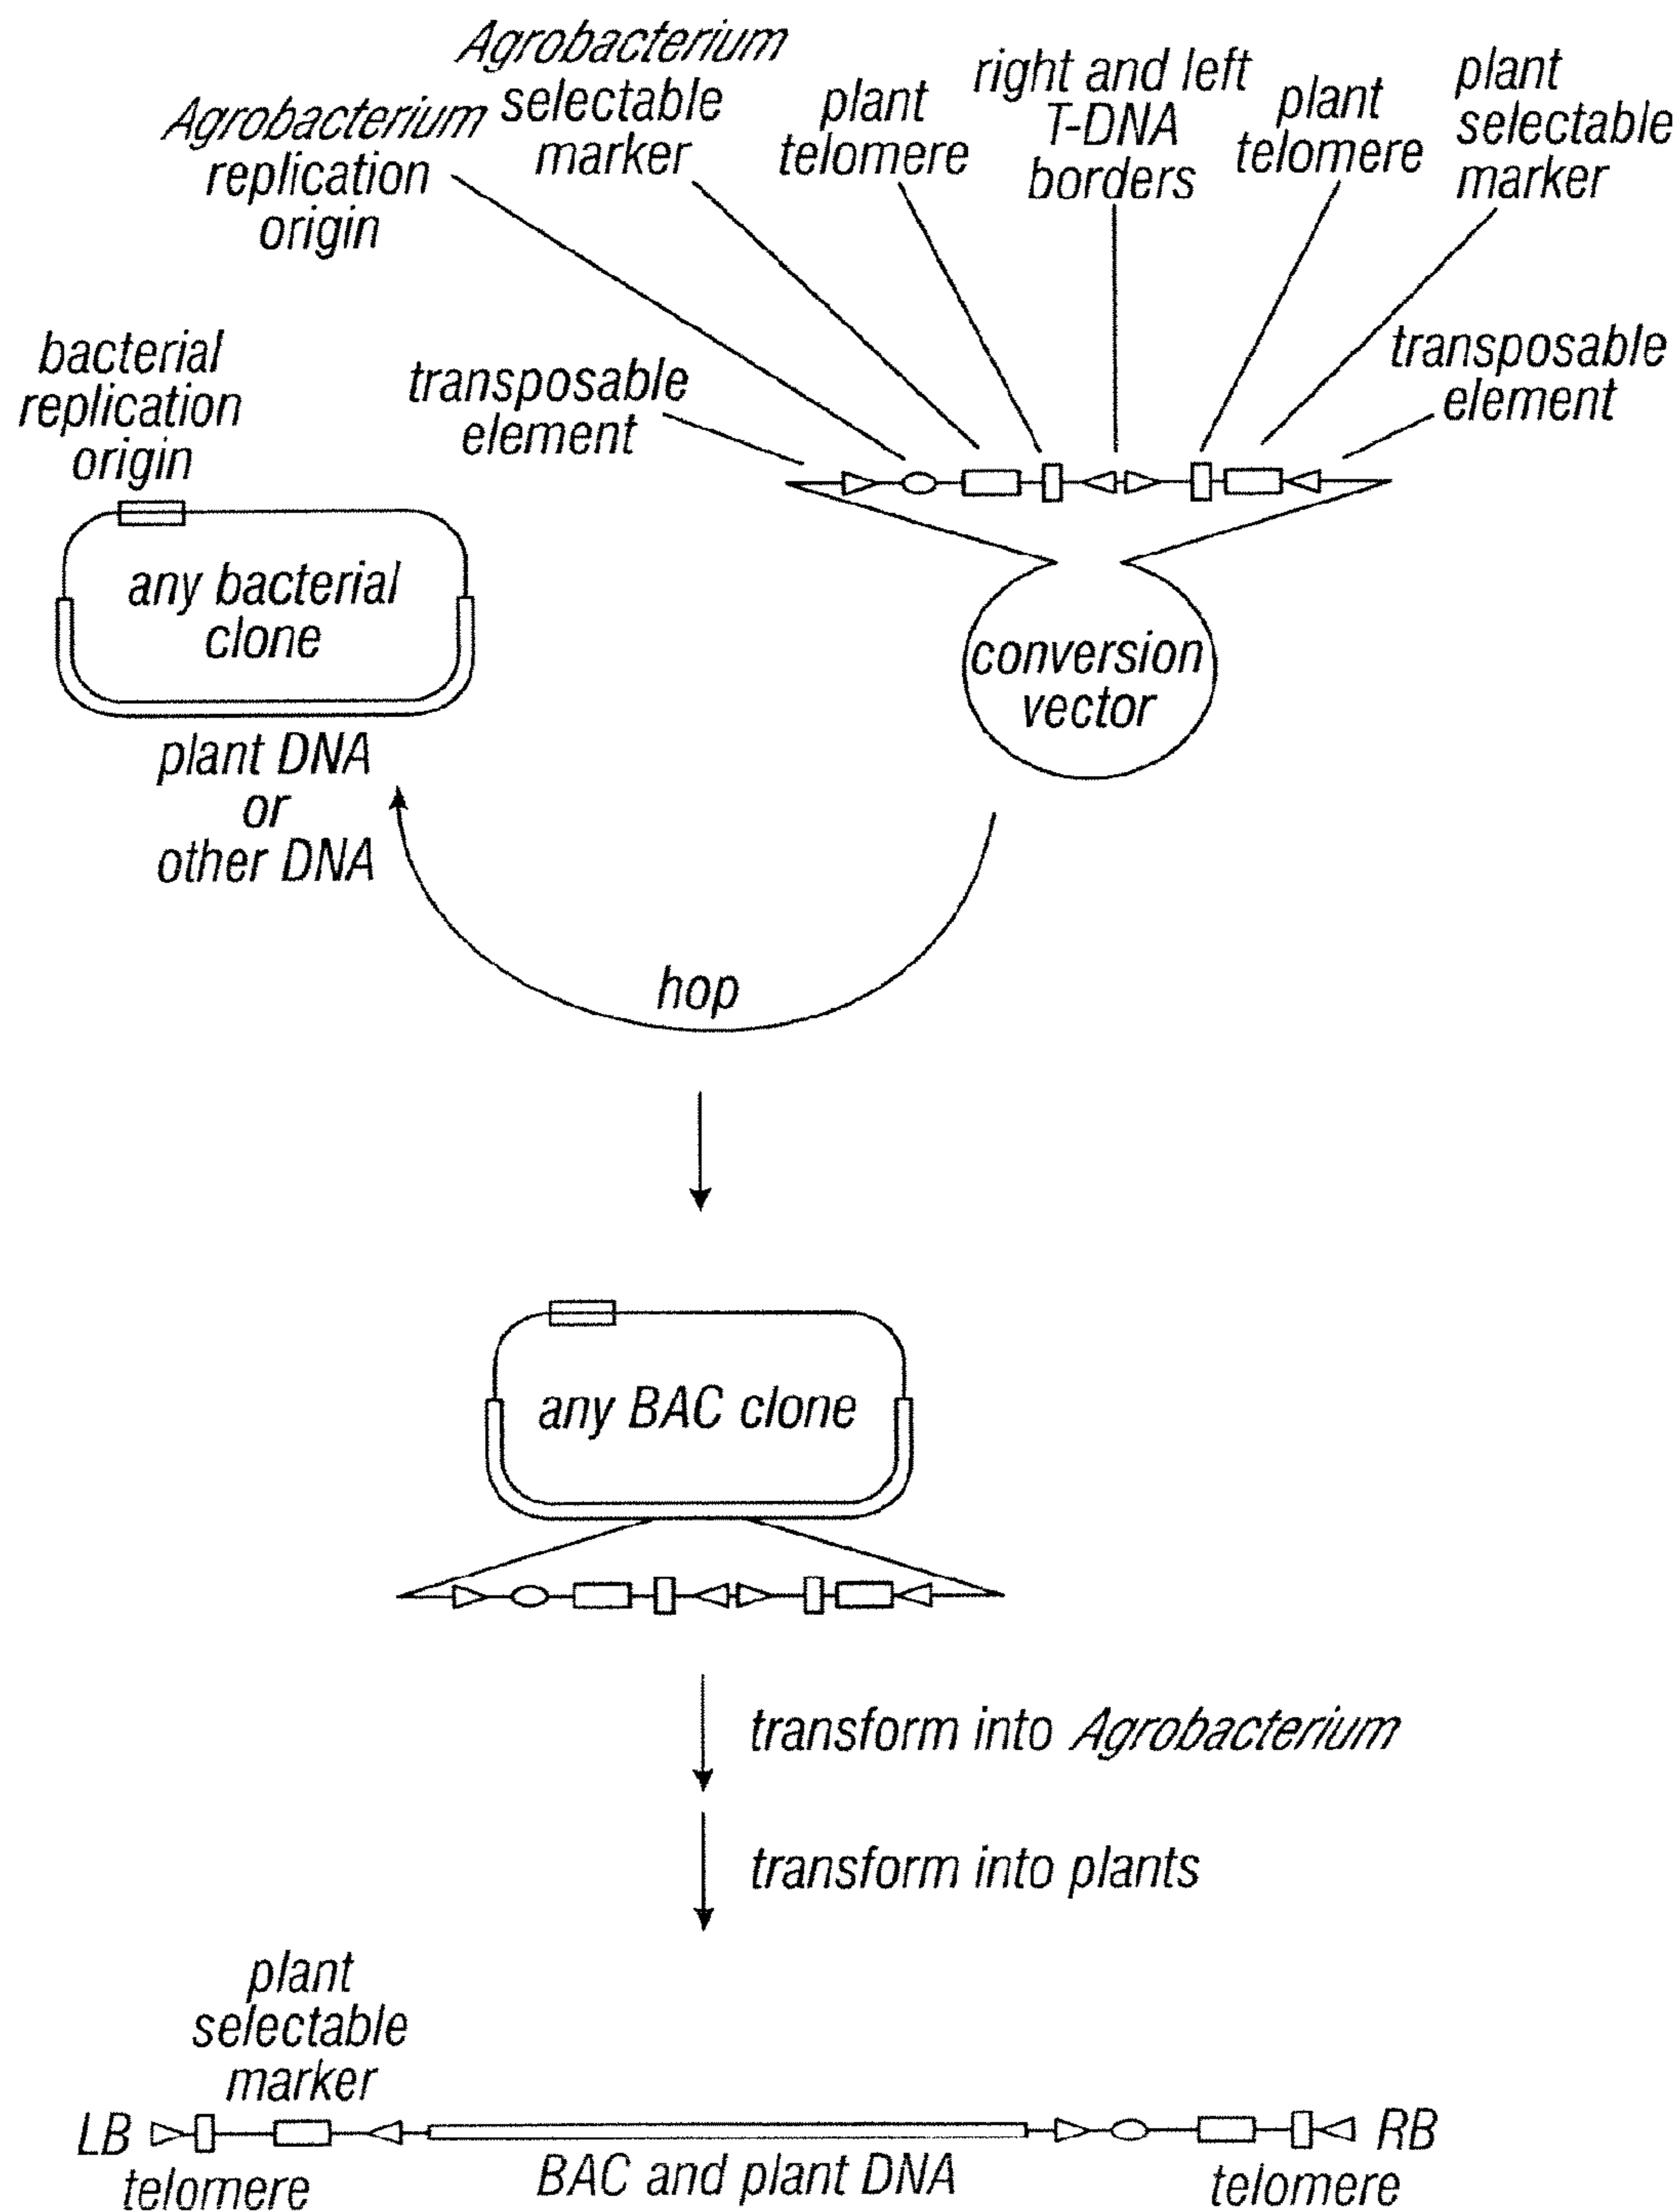 Agrobacterium
replication
origin
Agrobacterium
selectable
marker
plant
telomere
right and left
T-DNA
borders
plant
telomere
plant
selectable
marker
bacterial
replication
origin
transposable
element
transposable
element
any bacterial
clone
conversion
vector
plant DNA
or
other DNA
hop
any BAC clone
transform into Agrobacterium
transform into plants
plant
selectable
marker
LB
telomere
BAC and plant DNA
RB
telomere